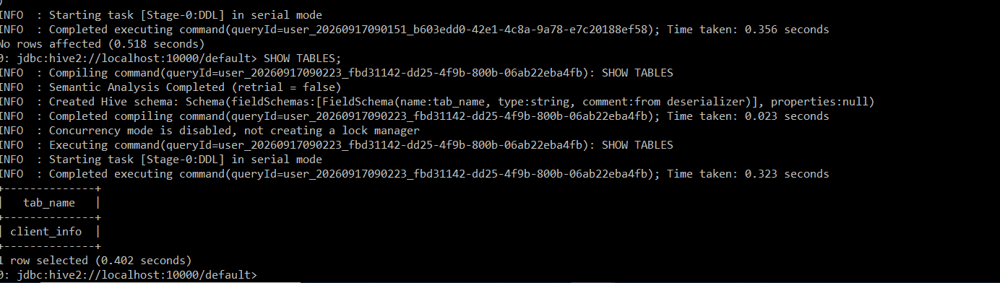 )
INFO  : Starting task [Stage-0:DDL] in serial mode
INFO  : Completed executing command(queryId=user_20260917090151_b603edd0-42e1-4c8a-9a78-e7c20188ef58); Time taken: 0.356 seconds
No rows affected (0.518 seconds)
0: jdbc:hive2://localhost:10000/default> SHOW TABLES;
INFO  : Compiling command(queryId=user_20260917090223_fbd31142-dd25-4f9b-800b-06ab22eba4fb): SHOW TABLES
INFO  : Semantic Analysis Completed (retrial = false)
INFO  : Created Hive schema: Schema(fieldSchemas:[FieldSchema(name:tab_name, type:string, comment:from deserializer)], properties:null)
INFO  : Completed compiling command(queryId=user_20260917090223_fbd31142-dd25-4f9b-800b-06ab22eba4fb); Time taken: 0.023 seconds
INFO  : Concurrency mode is disabled, not creating a lock manager
INFO  : Executing command(queryId=user_20260917090223_fbd31142-dd25-4f9b-800b-06ab22eba4fb): SHOW TABLES
INFO  : Starting task [Stage-0:DDL] in serial mode
INFO  : Completed executing command(queryId=user_20260917090223_fbd31142-dd25-4f9b-800b-06ab22eba4fb); Time taken: 0.323 seconds
+--------------+
|   tab_name   |
+--------------+
| client_info  |
+--------------+
1 row selected (0.402 seconds)
0: jdbc:hive2://localhost:10000/default>